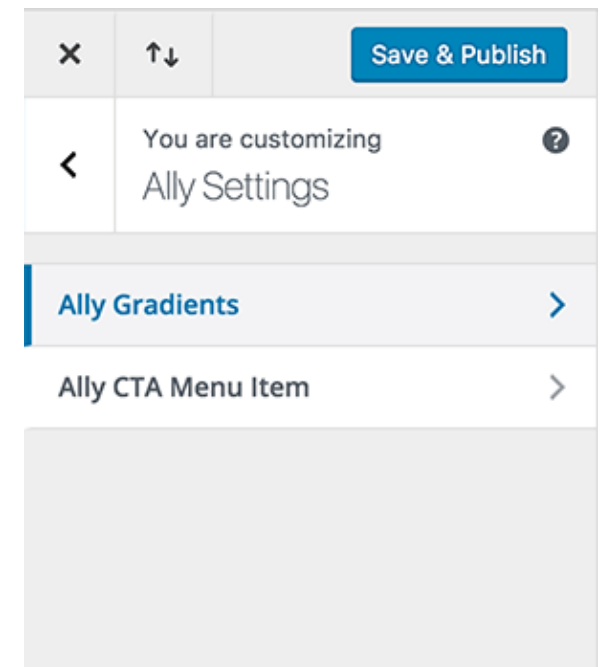 Save & Publish
You are customizing
Ally Settings
Ally Gradients
Ally CTA Menu Item